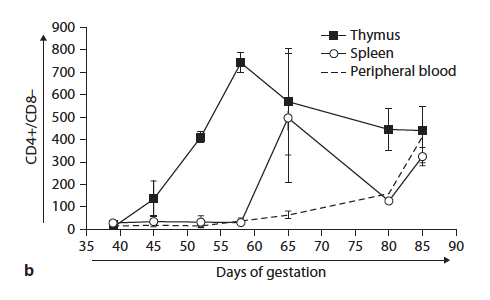 900
800
700
600
500
400
300
200
100
0
CD4+/CD8–
Thymus
Spleen
Peripheral blood
35 40 45 50 55 60 65 70 75 80 85 90
b
Days of gestation